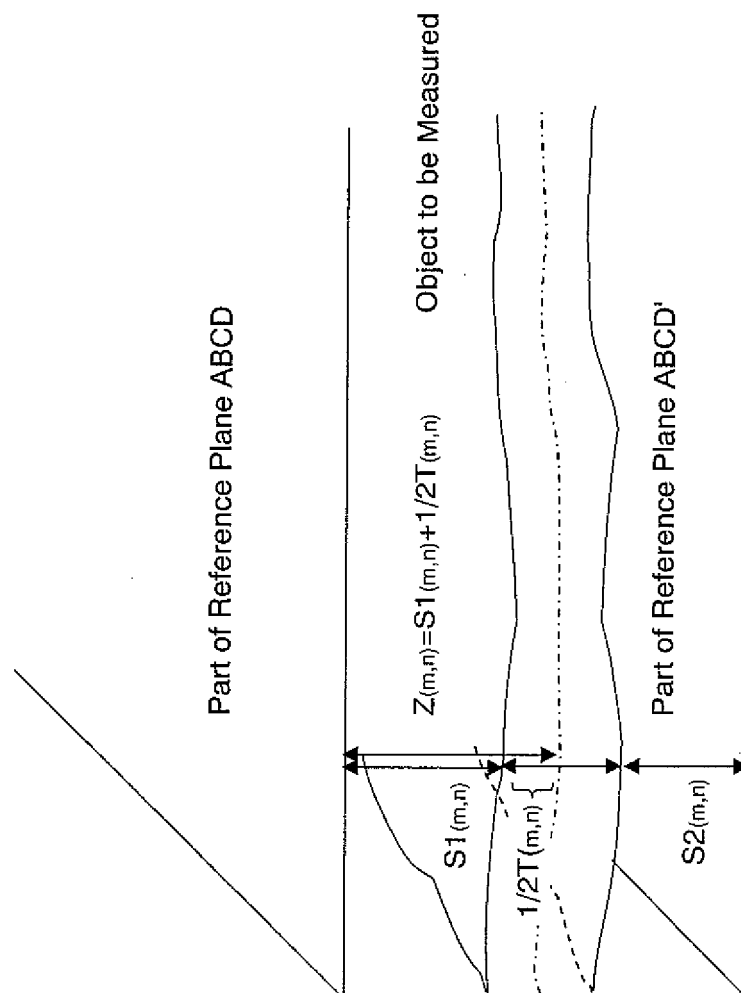 Part of Reference Plane ABCD
Object to be Measured
Z(m,n)=S1(m,n)+1/2T(m,n)
S1(m,n)
1/2T(m,n)
Part of Reference Plane ABCD'
S2(m,n)